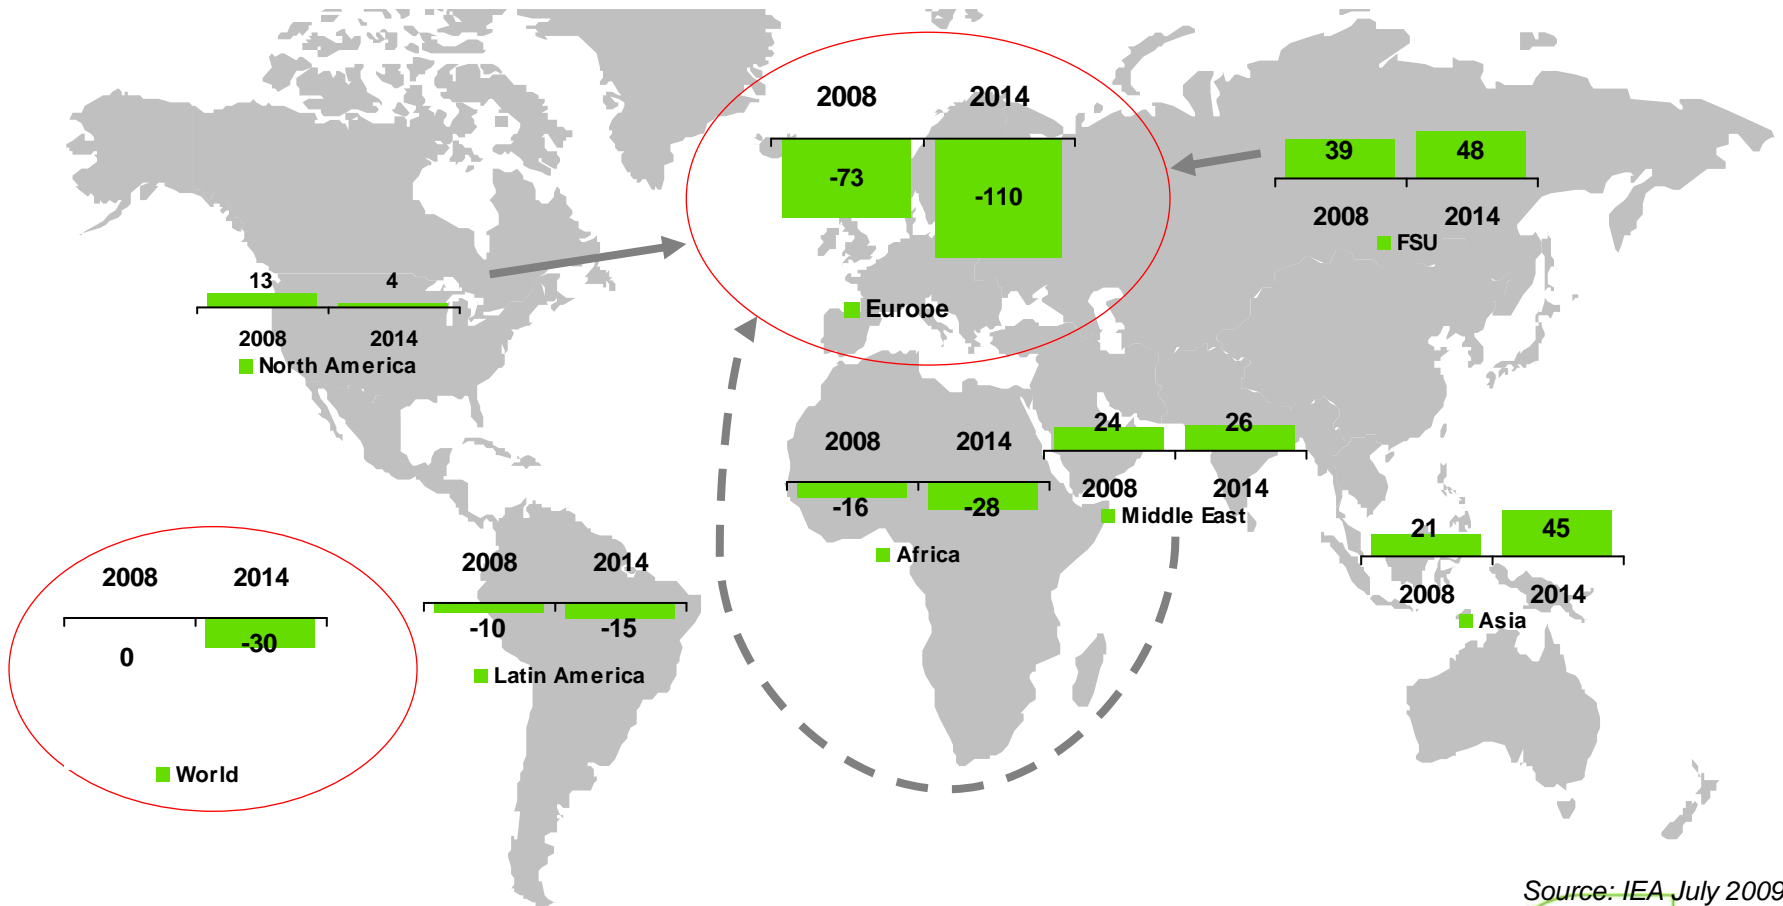 2008 2014
-73
-110
Europe
39 48
2008 2014
FSU
13 4
2008 2014
North America
2008 2014
-16 -28
Africa
24 26
2008 2014
Middle East
21 45
2008 2014
Asia
2008 2014
-10 -15
Latin America
2008 2014
0 -30
World
Source: IEA July 2009